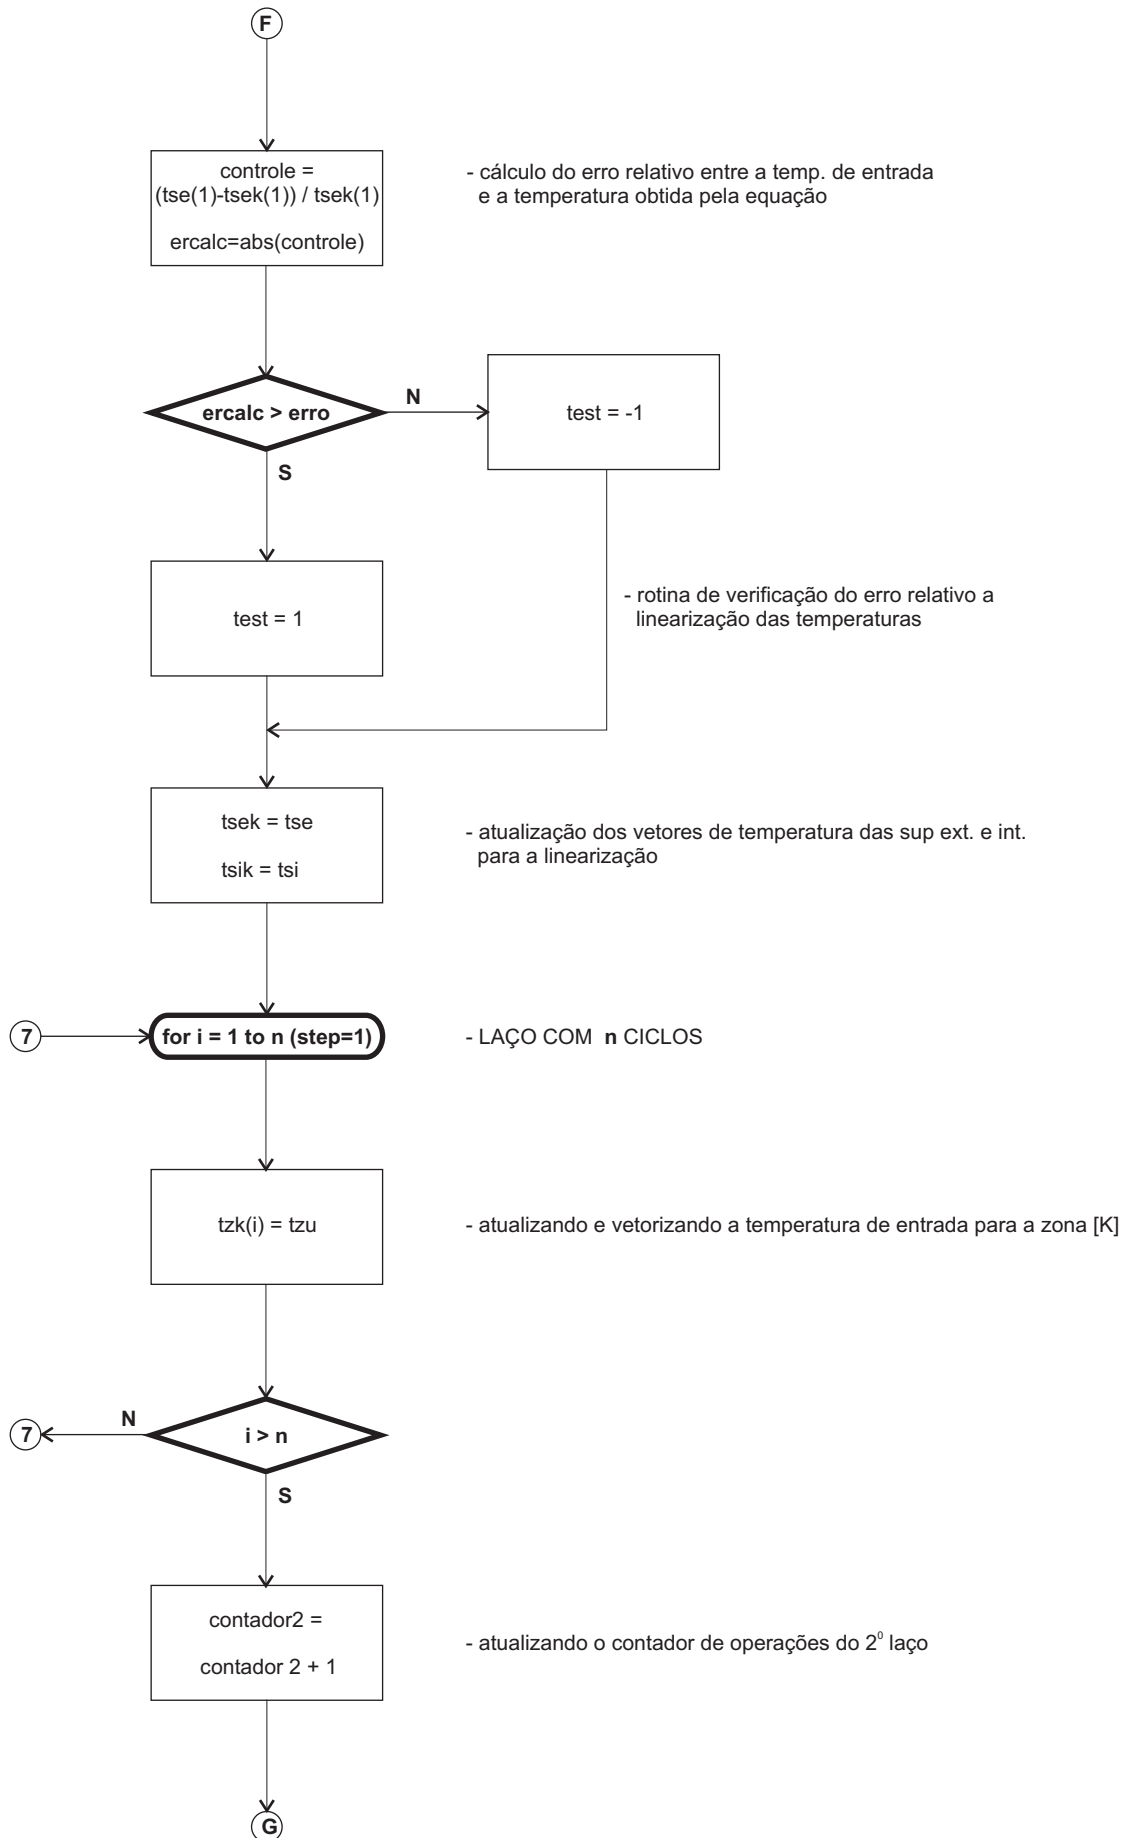 F
controle =
(tse(1)-tsek(1)) / tsek(1)
ercalc=abs(controle)
- cálculo do erro relativo entre a temp. de entrada
e a temperatura obtida pela equação
ercalc > erro
N
test = -1
S
test = 1
- rotina de verificação do erro relativo a
linearização das temperaturas
tsek = tse
tsik = tsi
- atualização dos vetores de temperatura das sup ext. e int.
para a linearização
7
for i = 1 to n (step=1)
- LAÇO COM n CICLOS
tzk(i) = tzu
- atualizando e vetorizando a temperatura de entrada para a zona [K]
7
N
i > n
S
contador2 =
contador 2 + 1
- atualizando o contador de operações do 2⁰ laço
G